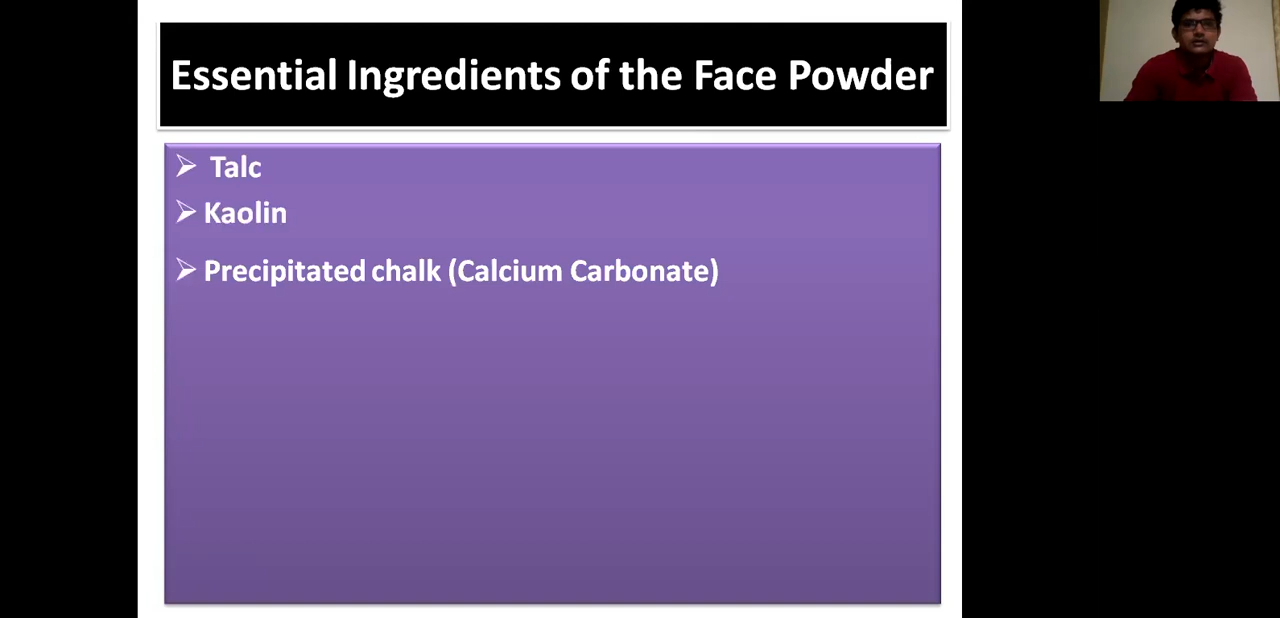 Essential Ingredients of the Face Powder
Talc
Kaolin
Precipitated chalk (Calcium Carbonate)